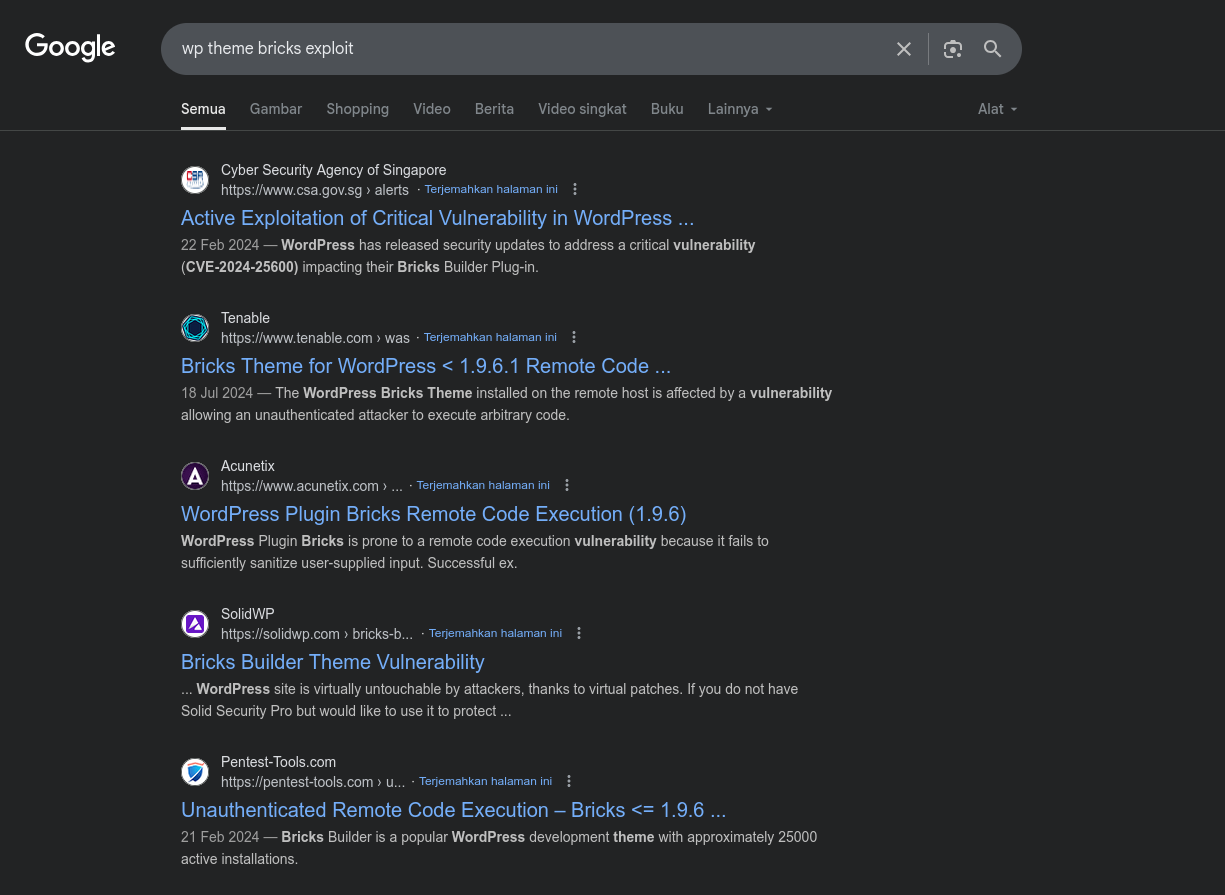 Google
wp theme bricks exploit
Semua Gambar Shopping Video Berita Video singkat Buku Lainnya Alat
CSA
Cyber Security Agency of Singapore
https://www.csa.gov.sg › alerts · Terjemahkan halaman ini
Active Exploitation of Critical Vulnerability in WordPress ...
22 Feb 2024 — WordPress has released security updates to address a critical vulnerability
(CVE-2024-25600) impacting their Bricks Builder Plug-in.
Tenable
https://www.tenable.com › was · Terjemahkan halaman ini
Bricks Theme for WordPress < 1.9.6.1 Remote Code ...
18 Jul 2024 — The WordPress Bricks Theme installed on the remote host is affected by a vulnerability
allowing an unauthenticated attacker to execute arbitrary code.
Acunetix
https://www.acunetix.com › ... · Terjemahkan halaman ini
WordPress Plugin Bricks Remote Code Execution (1.9.6)
WordPress Plugin Bricks is prone to a remote code execution vulnerability because it fails to
sufficiently sanitize user-supplied input. Successful ex.
SolidWP
https://solidwp.com › bricks-b... · Terjemahkan halaman ini
Bricks Builder Theme Vulnerability
... WordPress site is virtually untouchable by attackers, thanks to virtual patches. If you do not have
Solid Security Pro but would like to use it to protect ...
Pentest-Tools.com
https://pentest-tools.com › u... · Terjemahkan halaman ini
Unauthenticated Remote Code Execution – Bricks <= 1.9.6 ...
21 Feb 2024 — Bricks Builder is a popular WordPress development theme with approximately 25000
active installations.